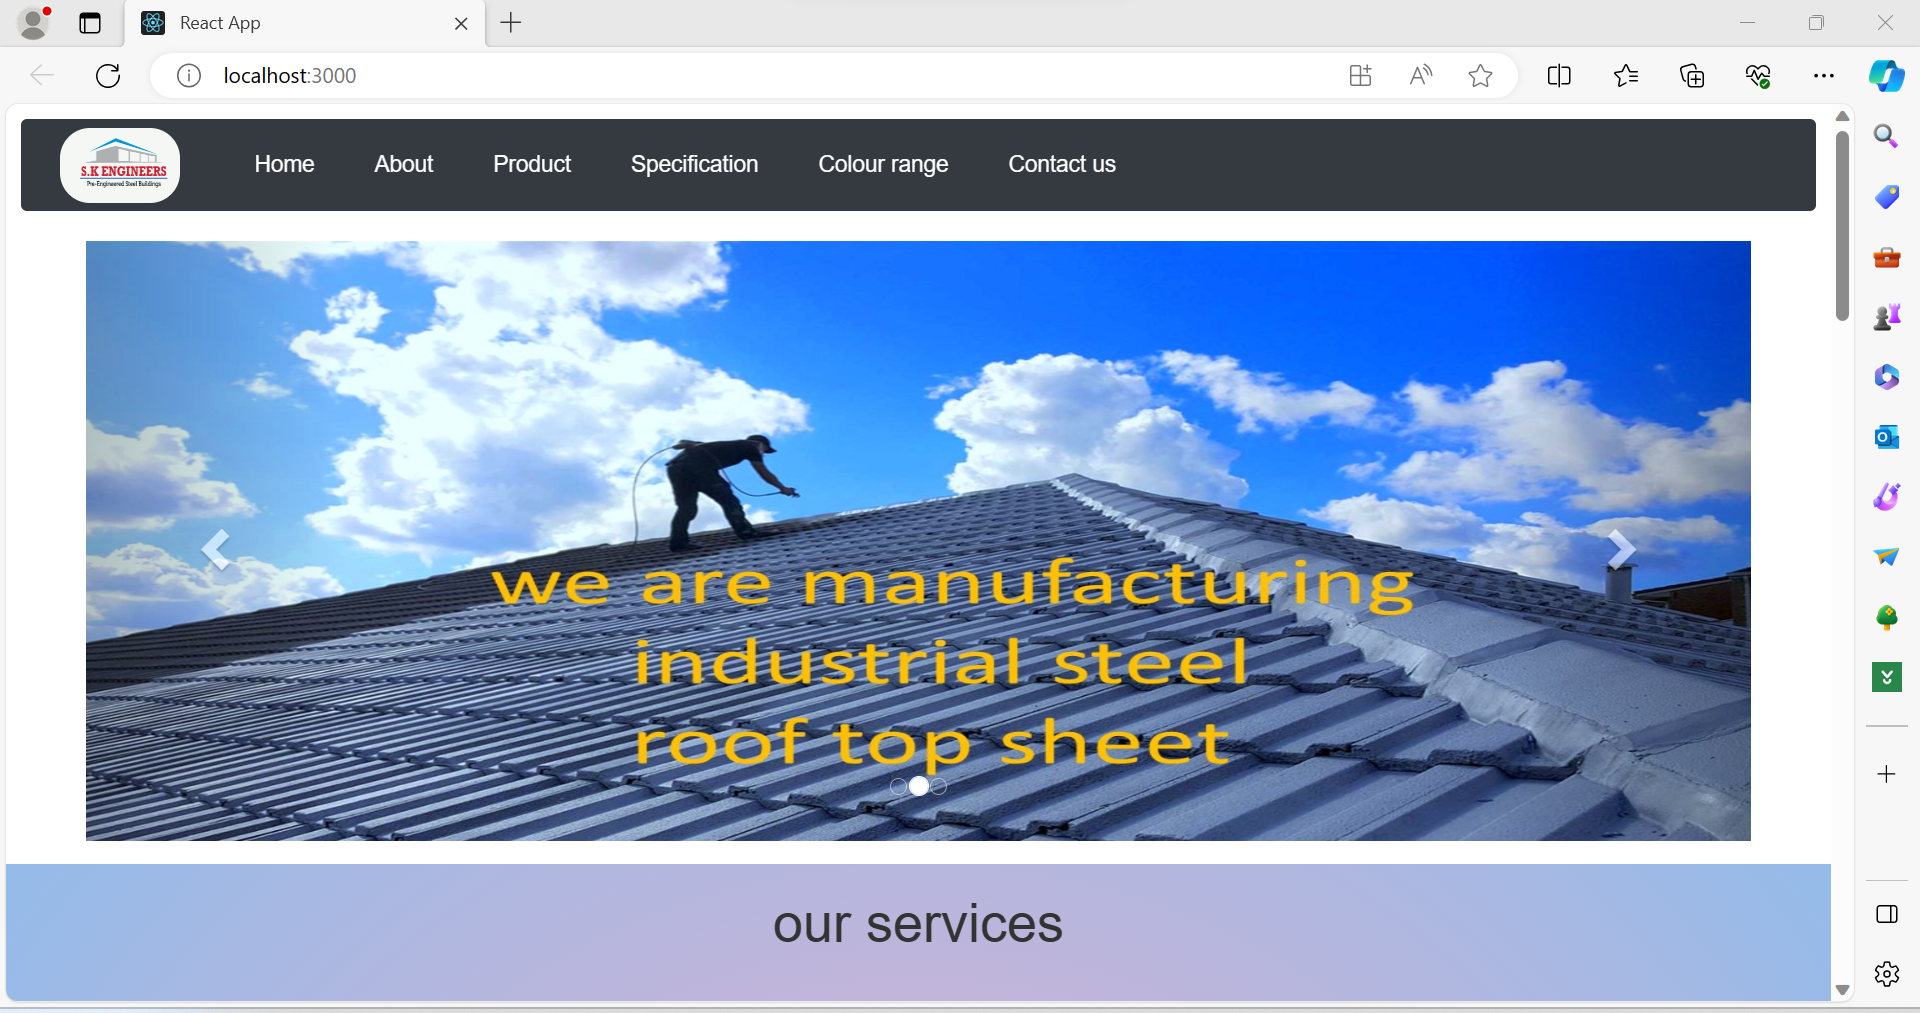 React App
localhost:3000
S.K ENGINEERS
Pre-Engineered Steel Buildings
Home About Product Specification Colour range Contact us
we are manufacturing
industrial steel
roof top sheet
our services